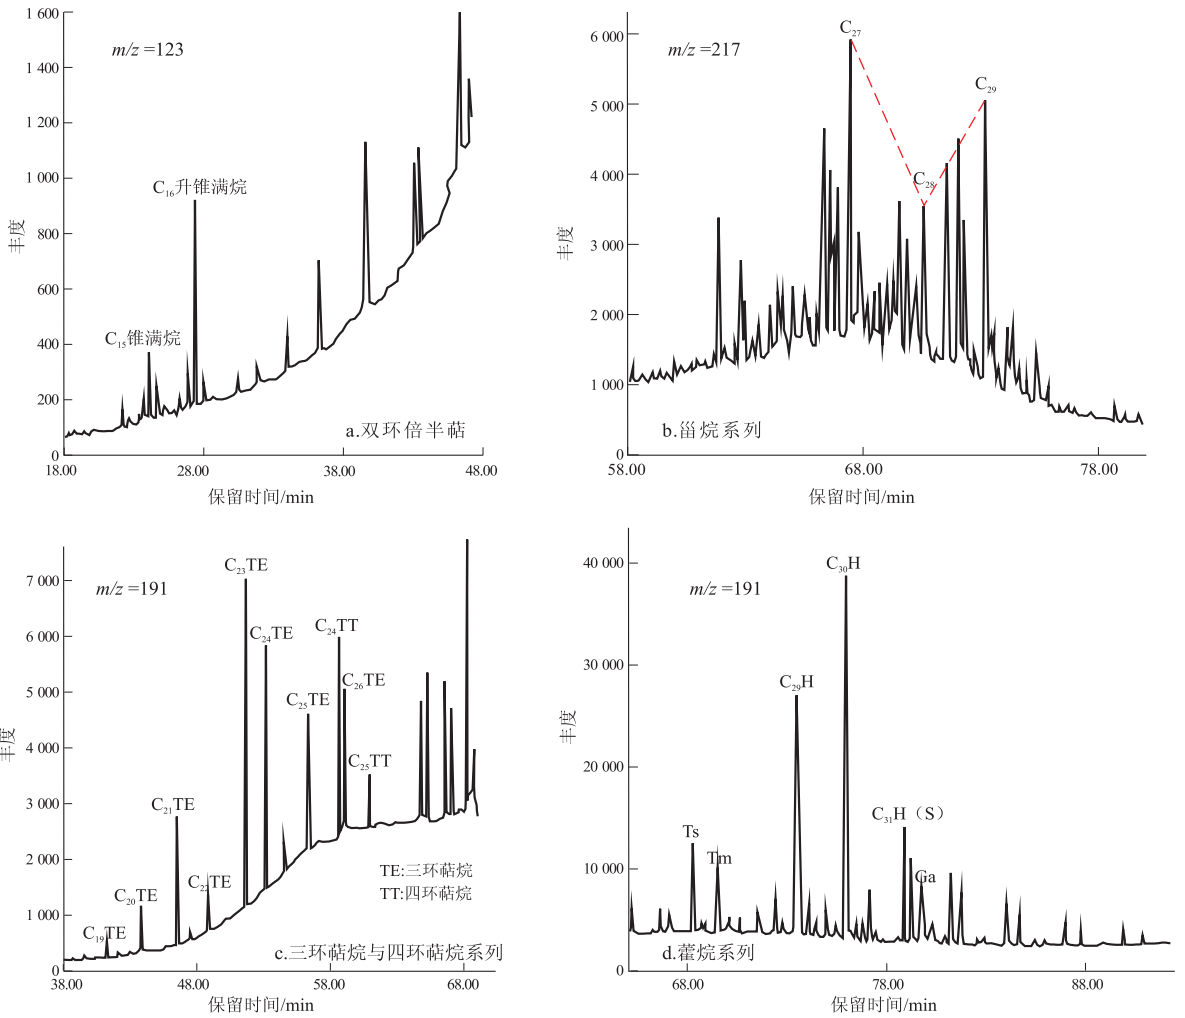 1 600
m/z =123
1 400
1 200
1 000
C₁₆升锥满烷
800
600
400
C₁₅锥满烷
200
0
丰度
a.双环倍半萜
18.00 28.00 38.00 48.00
保留时间/min
6 000
m/z =217
C₂₇
C₂₉
5 000
4 000
C₂₈
3 000
2 000
1 000
0
丰度
b.甾烷系列
58.00 68.00 78.00
保留时间/min
7 000
m/z =191
C₂₃TE
6 000
C₂₄TE
C₂₄TT
5 000
C₂₆TE
C₂₅TE
4 000
C₂₅TT
3 000
C₂₁TE
2 000
TE:三环萜烷
TT:四环萜烷
C₂₂TE
C₂₀TE
1 000
C₁₉TE
0
丰度
c.三环萜烷与四环萜烷系列
38.00 48.00 58.00 68.00
保留时间/min
40 000
m/z =191
C₃₀H
30 000
C₂₉H
20 000
C₃₁H（S）
Ts
Tm
10 000
Ga
0
丰度
d.藿烷系列
68.00 78.00 88.00
保留时间/min